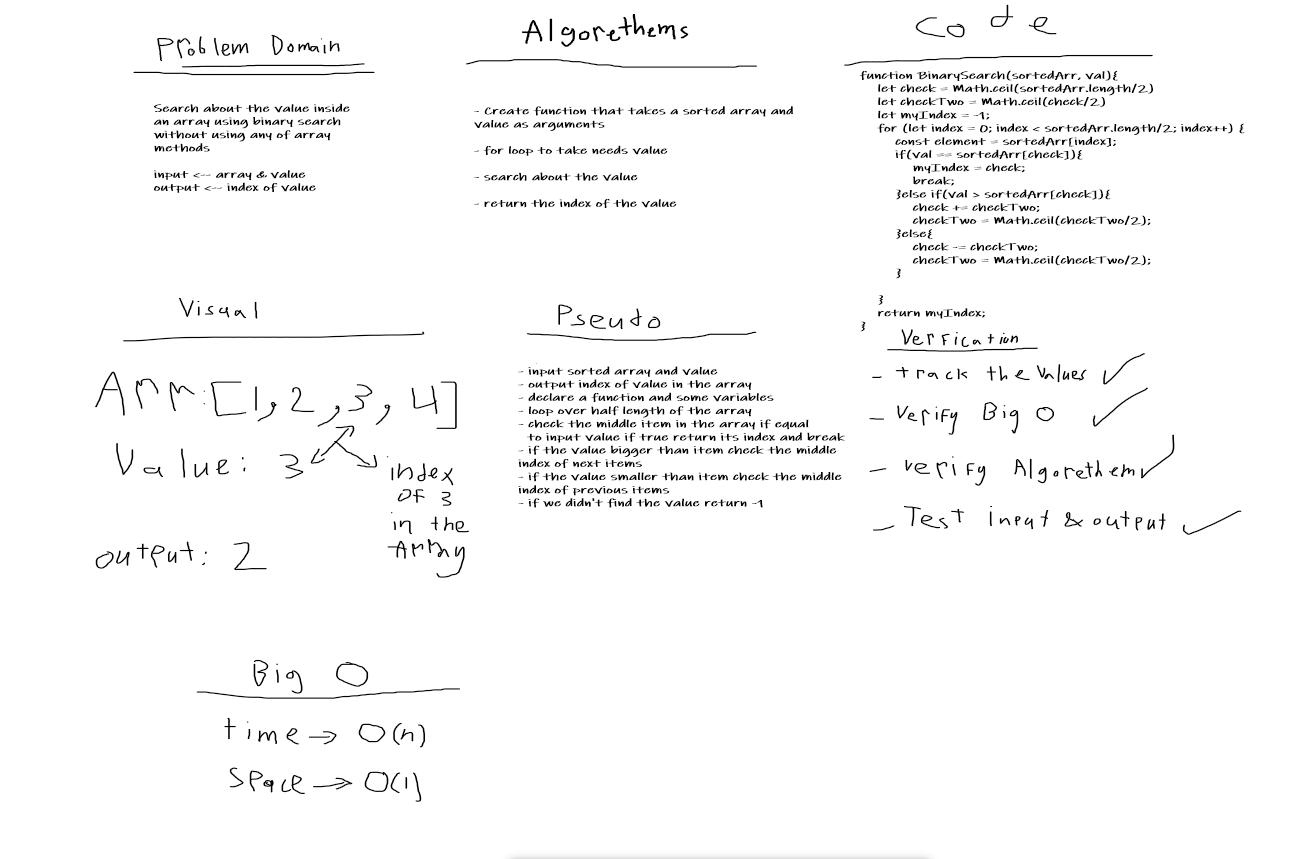 Problem Domain
Search about the value inside
an array using binary search
without using any of array
methods
input <-- array & value
output <-- index of value
Algorethems
- Create function that takes a sorted array and
value as arguments
- for loop to take needs value
- search about the value
- return the index of the value
Code
function BinarySearch(sortedArr, val){
let check = Math.ceil(sortedArr.length/2)
let checkTwo = Math.ceil(check/2)
let myIndex = -1;
for (let index = 0; index < sortedArr.length/2; index++) {
const element = sortedArr[index];
if(val == sortedArr[check]){
myIndex = check;
break;
}else if(val > sortedArr[check]){
check += checkTwo;
checkTwo = Math.ceil(checkTwo/2);
}else{
check -= checkTwo;
checkTwo = Math.ceil(checkTwo/2);
}
}
return myIndex;
}
Visual
Arr:[1,2,3,4]
Value: 3
index
of 3
in the
Array
output: 2
Pseudo
- input sorted array and value
- output index of value in the array
- declare a function and some variables
- loop over half length of the array
- check the middle item in the array if equal
to input value if true return its index and break
- if the value bigger than item check the middle
index of next items
- if the value smaller than item check the middle
index of previous items
- if we didn't find the value return -1
Verfication
- track the values ✓
- Verify Big O ✓
- verify Algorethem ✓
- Test input & output ✓
Big O
time -> O(n)
space -> O(1)